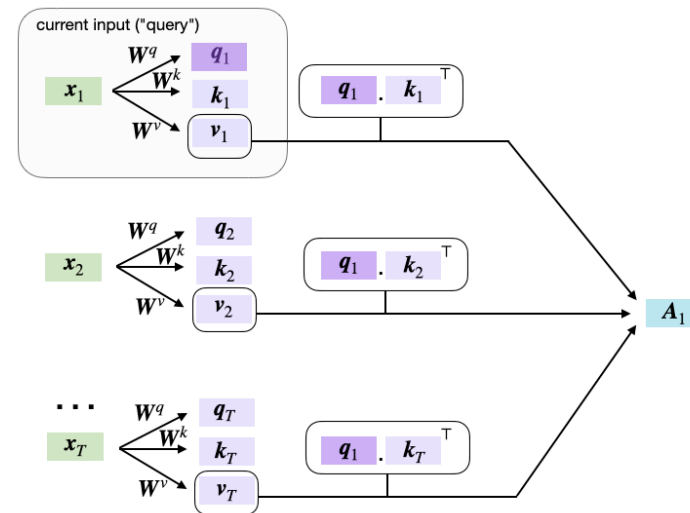 current input ("query")
W^q
q_1
x_1
W^k
k_1
W^v
v_1
q_1 . k_1^⊤
W^q
q_2
x_2
W^k
k_2
W^v
v_2
q_1 . k_2^⊤
A_1
...
W^q
q_T
x_T
W^k
k_T
W^v
v_T
q_1 . k_T^⊤